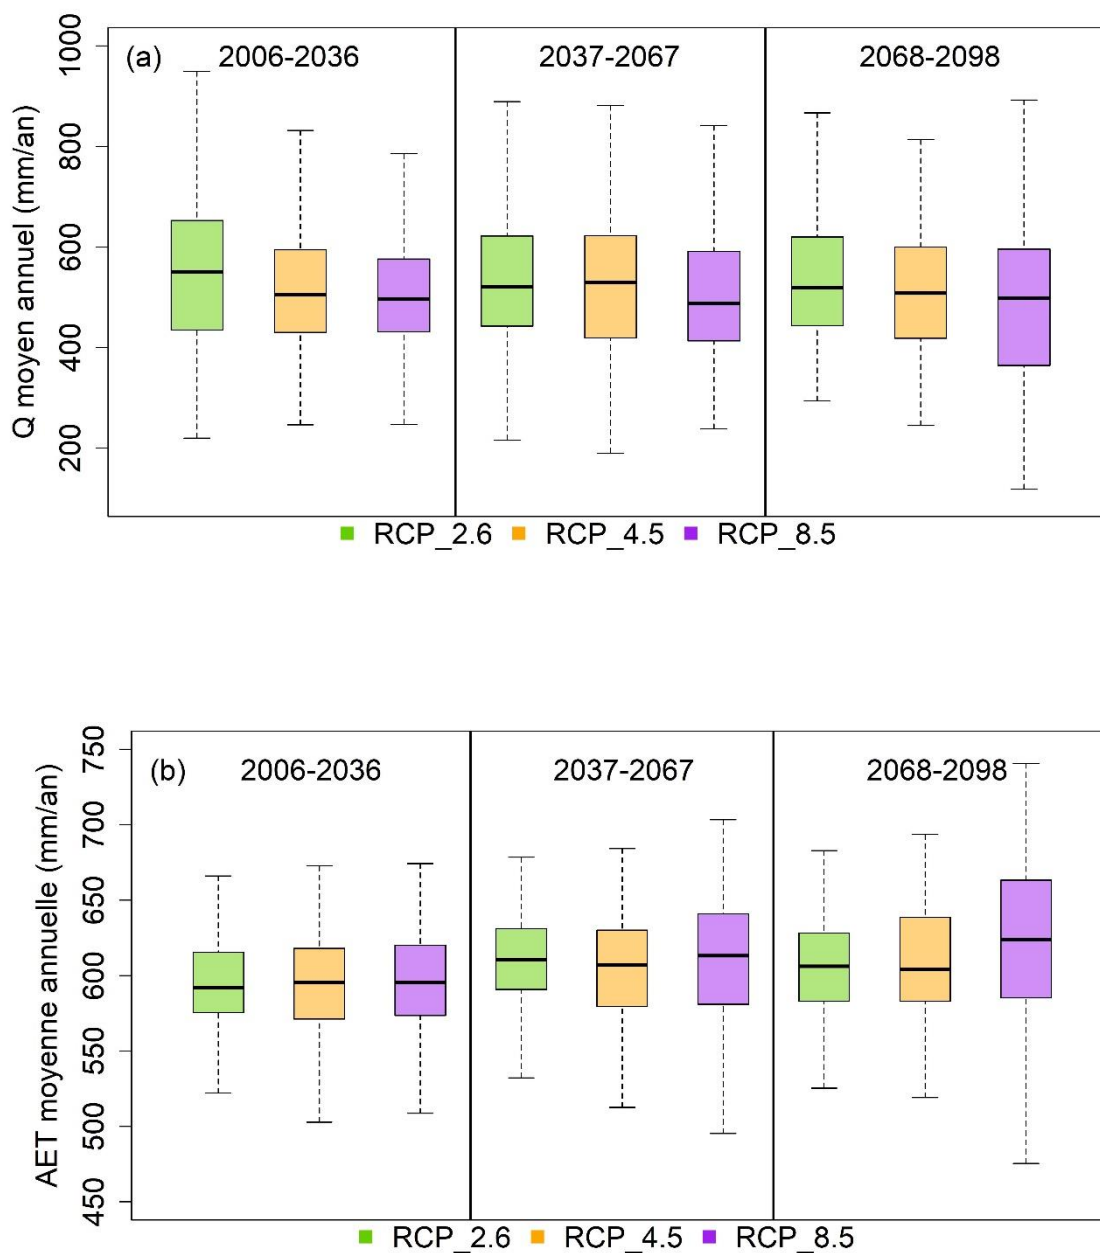 (a) 2006-2036 2037-2067 2068-2098
1000
800
600
400
200
Q moyen annuel (mm/an)
RCP_2.6 RCP_4.5 RCP_8.5
(b) 2006-2036 2037-2067 2068-2098
750
700
650
600
550
500
450
AET moyenne annuelle (mm/an)
RCP_2.6 RCP_4.5 RCP_8.5